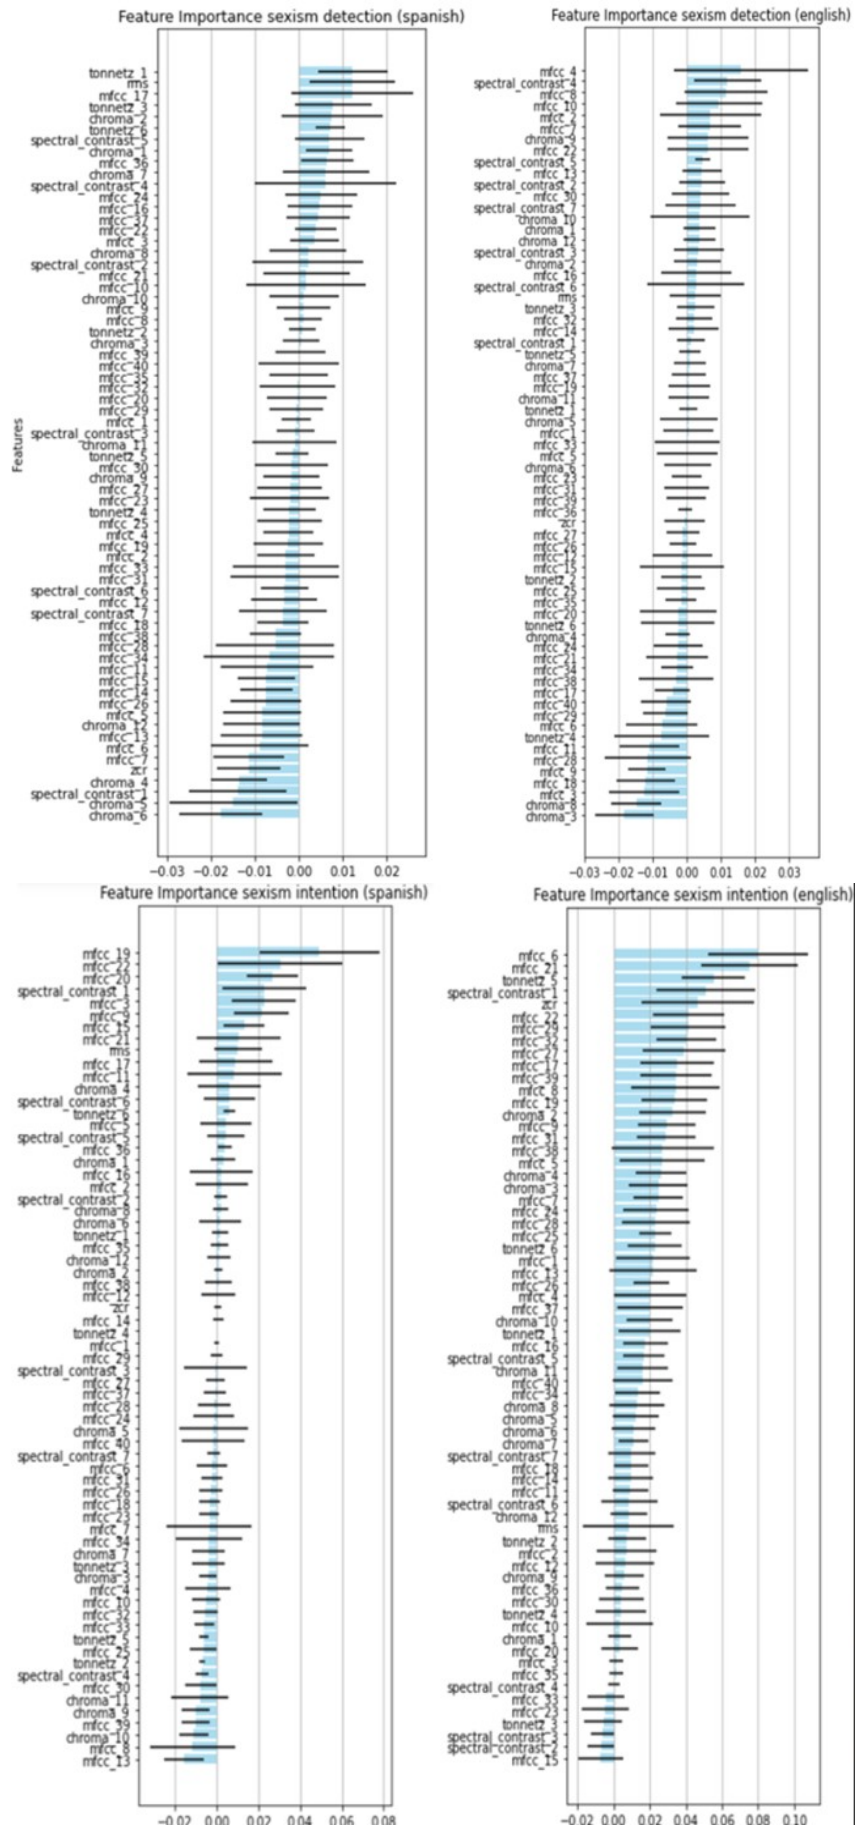 Feature Importance sexism detection (spanish)
Features
tonnetz_1
rms
mfcc_17
tonnetz_3
chroma_2
tonnetz_6
spectral_contrast_5
chroma_1
mfcc_36
chroma_7
spectral_contrast_4
mfcc_24
mfcc_16
mfcc_37
mfcc_22
mfcc_3
chroma_8
spectral_contrast_2
mfcc_21
mfcc_10
chroma_10
mfcc_9
mfcc_8
tonnetz_2
chroma_3
mfcc_39
mfcc_40
mfcc_35
mfcc_32
mfcc_20
mfcc_29
mfcc_1
spectral_contrast_3
chroma_11
tonnetz_5
mfcc_30
chroma_9
mfcc_27
mfcc_23
tonnetz_4
mfcc_25
mfcc_4
mfcc_19
mfcc_2
mfcc_33
mfcc_31
spectral_contrast_6
mfcc_12
spectral_contrast_7
mfcc_18
mfcc_38
mfcc_28
mfcc_34
mfcc_11
mfcc_15
mfcc_14
mfcc_26
mfcc_5
chroma_12
mfcc_13
mfcc_6
mfcc_7
zcr
chroma_4
spectral_contrast_1
chroma_5
chroma_6
−0.03 −0.02 −0.01 0.00 0.01 0.02
Feature Importance sexism detection (english)
mfcc_4
spectral_contrast_4
mfcc_8
mfcc_10
mfcc_2
mfcc_7
chroma_9
mfcc_22
spectral_contrast_5
mfcc_13
spectral_contrast_2
mfcc_30
spectral_contrast_7
chroma_10
chroma_1
chroma_12
spectral_contrast_3
chroma_2
mfcc_16
spectral_contrast_6
rms
tonnetz_3
mfcc_32
mfcc_14
spectral_contrast_1
tonnetz_5
chroma_7
mfcc_37
mfcc_19
chroma_11
tonnetz_1
chroma_5
mfcc_1
mfcc_33
mfcc_5
chroma_6
mfcc_23
mfcc_31
mfcc_39
mfcc_36
zcr
mfcc_27
mfcc_26
mfcc_12
mfcc_15
tonnetz_2
mfcc_25
mfcc_35
mfcc_20
tonnetz_6
chroma_4
mfcc_24
mfcc_21
mfcc_34
mfcc_38
mfcc_17
mfcc_40
mfcc_29
mfcc_6
tonnetz_4
mfcc_11
mfcc_28
mfcc_9
mfcc_18
mfcc_3
chroma_8
chroma_3
−0.03 −0.02 −0.01 0.00 0.01 0.02 0.03
Feature Importance sexism intention (spanish)
mfcc_19
mfcc_22
mfcc_20
spectral_contrast_1
mfcc_3
mfcc_9
mfcc_15
mfcc_21
rms
mfcc_17
mfcc_11
chroma_4
spectral_contrast_6
tonnetz_6
mfcc_5
spectral_contrast_5
mfcc_36
chroma_1
mfcc_16
mfcc_2
spectral_contrast_2
chroma_8
chroma_6
tonnetz_1
mfcc_35
chroma_12
chroma_2
mfcc_38
mfcc_12
zcr
mfcc_14
tonnetz_4
mfcc_1
mfcc_29
spectral_contrast_3
mfcc_27
mfcc_37
mfcc_28
mfcc_24
chroma_5
mfcc_40
spectral_contrast_7
mfcc_6
mfcc_31
mfcc_26
mfcc_18
mfcc_23
mfcc_7
mfcc_34
chroma_7
tonnetz_3
chroma_3
mfcc_4
mfcc_10
mfcc_32
mfcc_33
tonnetz_5
mfcc_25
tonnetz_2
spectral_contrast_4
mfcc_30
chroma_11
chroma_9
mfcc_39
chroma_10
mfcc_8
mfcc_13
−0.02 0.00 0.02 0.04 0.06 0.08
Feature Importance sexism intention (english)
mfcc_6
mfcc_21
tonnetz_5
spectral_contrast_1
zcr
mfcc_22
mfcc_29
mfcc_32
mfcc_27
mfcc_17
mfcc_39
mfcc_8
mfcc_19
chroma_2
mfcc_9
mfcc_31
mfcc_38
mfcc_5
chroma_4
chroma_3
mfcc_7
mfcc_24
mfcc_28
mfcc_25
tonnetz_6
mfcc_1
mfcc_13
mfcc_26
mfcc_4
mfcc_37
chroma_10
tonnetz_1
mfcc_16
spectral_contrast_5
chroma_11
mfcc_40
mfcc_34
chroma_8
chroma_5
chroma_6
chroma_7
spectral_contrast_7
mfcc_18
mfcc_14
mfcc_11
spectral_contrast_6
chroma_12
rms
tonnetz_2
mfcc_2
mfcc_12
chroma_9
mfcc_36
mfcc_30
tonnetz_4
mfcc_10
chroma_1
mfcc_20
mfcc_3
mfcc_35
spectral_contrast_4
mfcc_33
mfcc_23
tonnetz_3
spectral_contrast_3
spectral_contrast_2
mfcc_15
−0.02 0.00 0.02 0.04 0.06 0.08 0.10